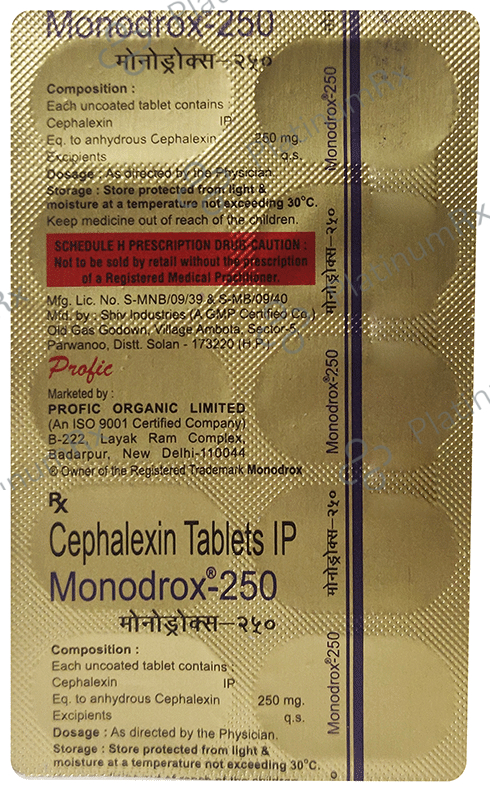 Monodrox-250
मोनोड्रोक्स-२५०
Composition :
Each uncoated tablet contains :
Cephalexin IP
Eq. to anhydrous Cephalexin 250 mg.
Excipients q.s.
Dosage : As directed by the Physician.
Storage : Store protected from light &
moisture at a temperature not exceeding 30°C.
Keep medicine out of reach of the children.
SCHEDULE H PRESCRIPTION DRUG CAUTION :
Not to be sold by retail without the prescription
of a Registered Medical Practitioner.
Mfg. Lic. No. S-MNB/09/39 & S-MB/09/40
Mfd. by : Shiv Industries (A GMP Certified Co.)
Old Gas Godown, Village Ambota, Sector-5,
Parwanoo, Distt. Solan - 173220 (H.P.)
Profic
Marketed by :
PROFIC ORGANIC LIMITED
(An ISO 9001 Certified Company)
B-222, Layak Ram Complex,
Badarpur, New Delhi-110044
® Owner of the Registered Trademark Monodrox
Rx
Cephalexin Tablets IP
Monodrox®-250
मोनोड्रोक्स-२५०
Composition :
Each uncoated tablet contains :
Cephalexin IP
Eq. to anhydrous Cephalexin 250 mg.
Excipients q.s.
Dosage : As directed by the Physician.
Storage : Store protected from light &
moisture at a temperature not exceeding 30°C.
Monodrox®-250
मोनोड्रोक्स-२५०
Monodrox®-250
मोनोड्रोक्स-२५०
Monodrox®-250
PlatinumRx